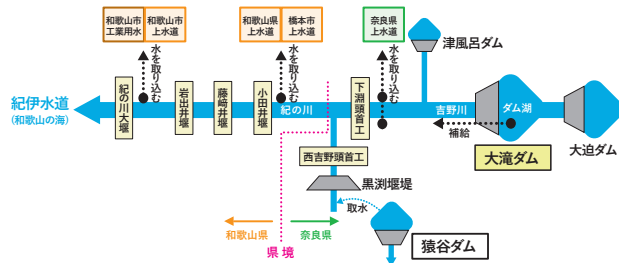 和歌山市
工業用水
和歌山市
上水道
和歌山県
上水道
橋本市
上水道
奈良県
上水道
津風呂ダム
水を取り込む
水を取り込む
水を取り込む
紀伊水道
(和歌山の海)
紀の川大堰
岩出井堰
藤﨑井堰
小田井堰
紀の川
下淵頭首工
吉野川
ダム湖
補給
大滝ダム
大迫ダム
西吉野頭首工
黒渕堰堤
取水
和歌山県
奈良県
県 境
猿谷ダム